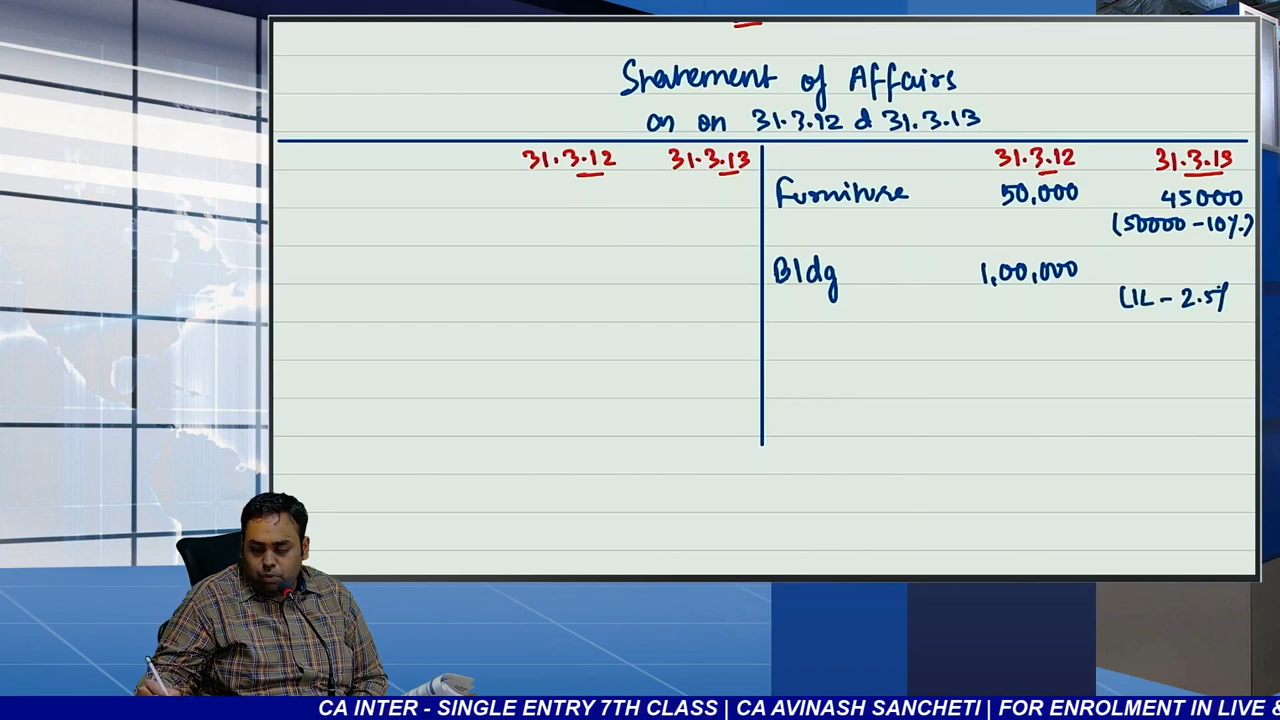 Statement of Affairs
on on 31.3.12 & 31.3.13
31.3.12 31.3.13 31.3.12 31.3.13
Furniture 50,000 45000
(50000 - 10%)
Bldg 1,00,000
(1L - 2.5%
CA INTER - SINGLE ENTRY 7TH CLASS | CA AVINASH SANCHETI | FOR ENROLMENT IN LIVE &